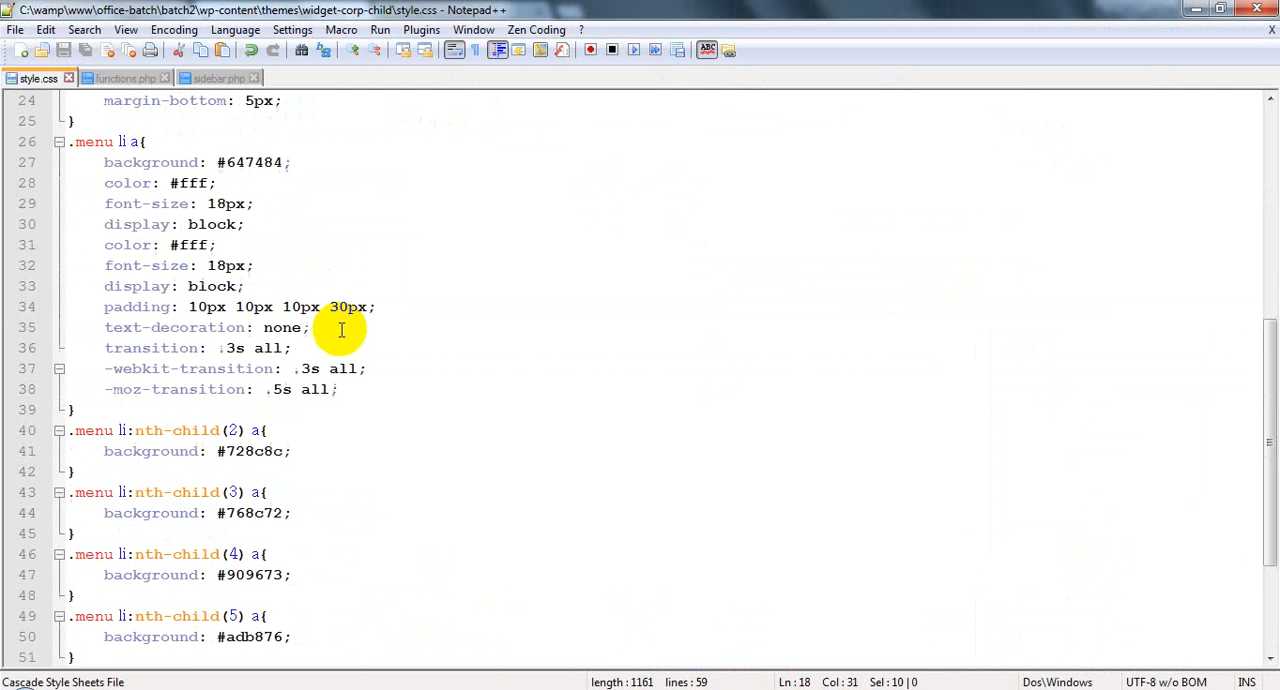 C:\wamp\www\office-batch\batch2\wp-content\themes\widget-corp-child\style.css - Notepad++
File Edit Search View Encoding Language Settings Macro Run Plugins Window Zen Coding ? X
style.css functions.php sidebar.php
24 margin-bottom: 5px;
25 }
26 .menu li a{
27 background: #647484;
28 color: #fff;
29 font-size: 18px;
30 display: block;
31 color: #fff;
32 font-size: 18px;
33 display: block;
34 padding: 10px 10px 10px 30px;
35 text-decoration: none;
36 transition: .3s all;
37 -webkit-transition: .3s all;
38 -moz-transition: .5s all;
39 }
40 .menu li:nth-child(2) a{
41 background: #728c8c;
42 }
43 .menu li:nth-child(3) a{
44 background: #768c72;
45 }
46 .menu li:nth-child(4) a{
47 background: #909673;
48 }
49 .menu li:nth-child(5) a{
50 background: #adb876;
51 }
Cascade Style Sheets File length : 1161 lines : 59 Ln : 18 Col : 31 Sel : 10 | 0 Dos\Windows UTF-8 w/o BOM INS